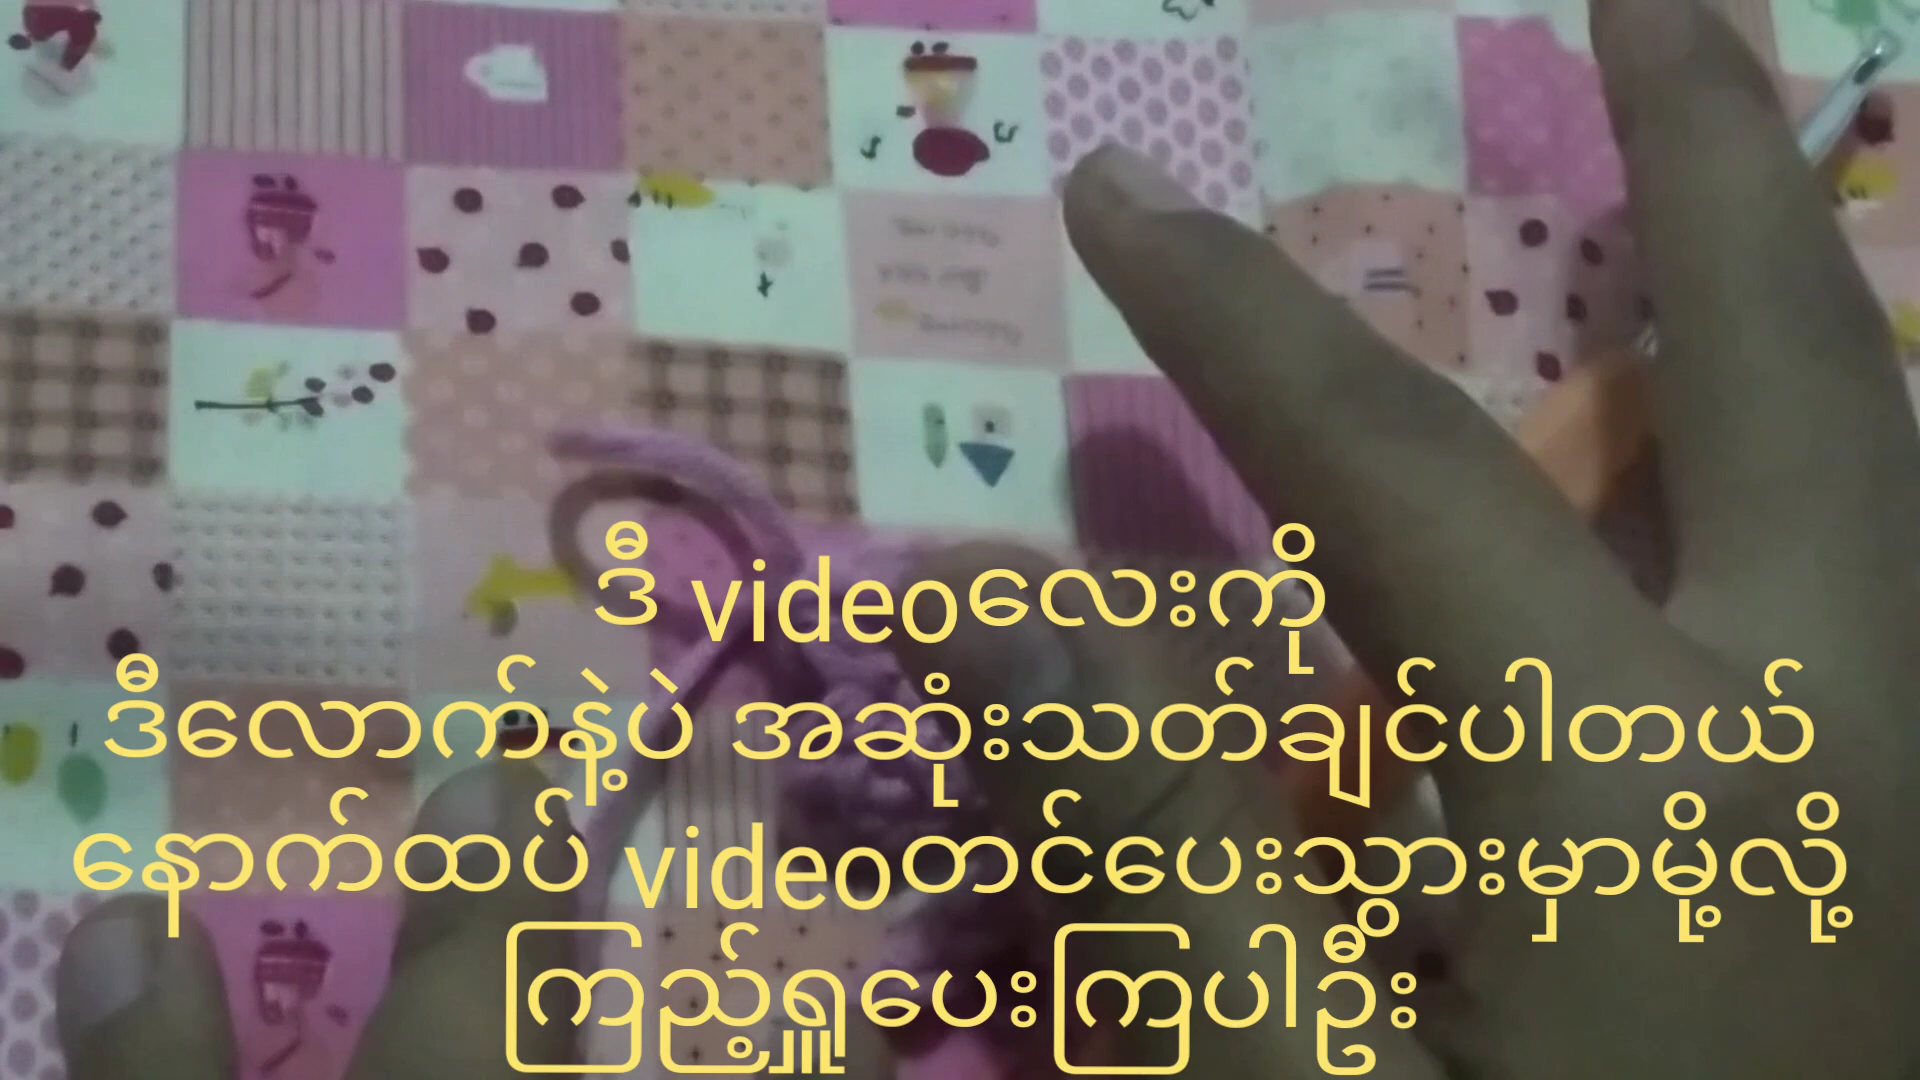 ဒီ videoလေးကို
ဒီလောက်နဲ့ပဲ အဆုံးသတ်ချင်ပါတယ်
နောက်ထပ် videoတင်ပေးသွားမှာမို့လို့
ကြည့်ရှုပေးကြပါဦး